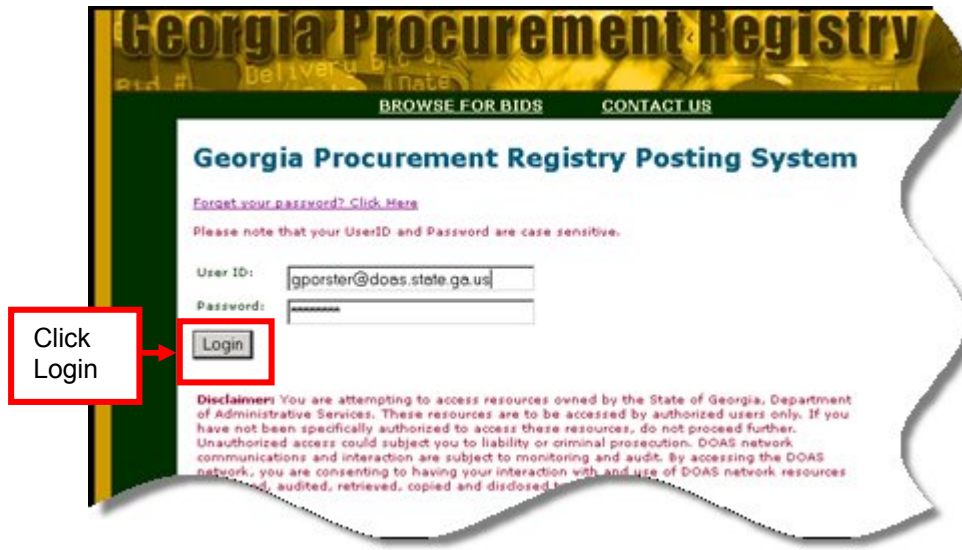 Georgia Procurement Registry
Bid #
Delivery
Date
BROWSE FOR BIDS CONTACT US
Georgia Procurement Registry Posting System
Forget your password? Click Here
Please note that your UserID and Password are case sensitive.
User ID: gporster@doas.state.ga.us
Password: ********
Login
Click
Login
Disclaimer: You are attempting to access resources owned by the State of Georgia, Department
of Administrative Services. These resources are to be accessed by authorized users only. If you
have not been specifically authorized to access these resources, do not proceed further.
Unauthorized access could subject you to liability or criminal prosecution. DOAS network
communications and interaction are subject to monitoring and audit. By accessing the DOAS
network, you are consenting to having your interaction with and use of DOAS network resources
audited, retrieved, copied and disclosed